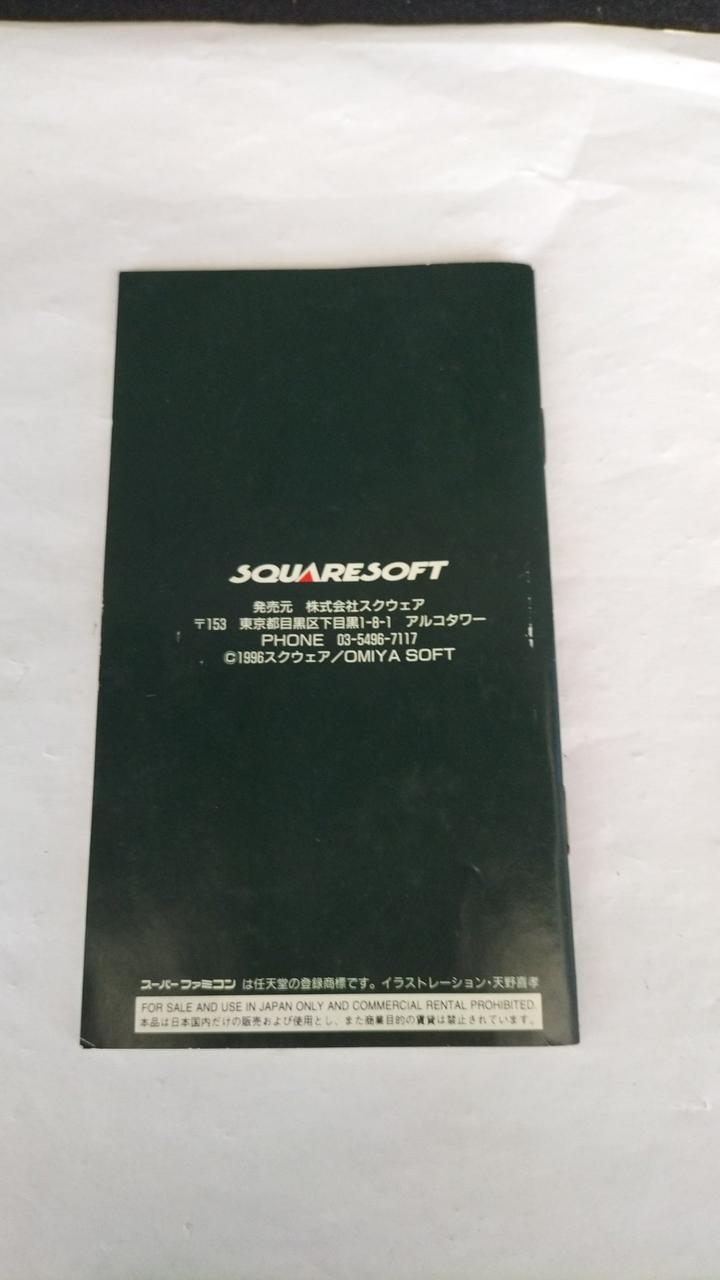 SQUARESOFT
発売元 株式会社スクウェア
〒153 東京都目黒区下目黒1-8-1 アルコタワー
PHONE 03-5496-7117
©1996スクウェア/OMIYA SOFT
スーパーファミコン は任天堂の登録商標です。イラストレーション・天野喜孝
FOR SALE AND USE IN JAPAN ONLY AND COMMERCIAL RENTAL PROHIBITED.
本品は日本国内だけの販売および使用とし、また商業目的の賃貸は禁止されています。